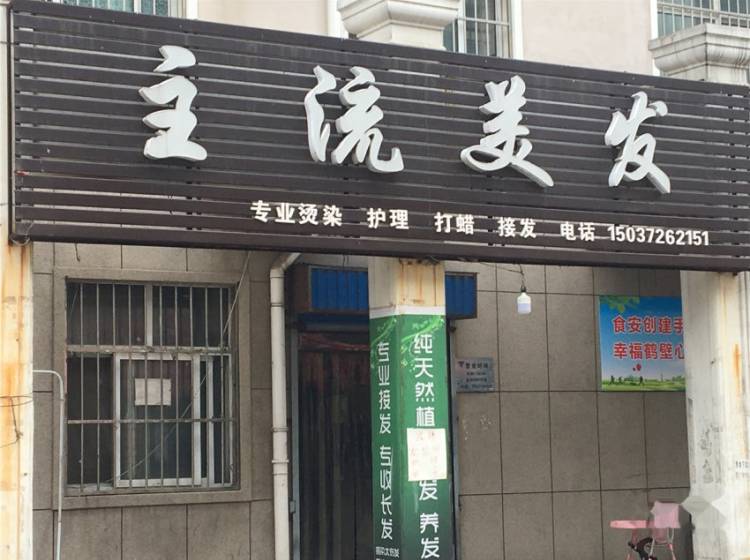 主流美发
专业烫染 护理 打蜡 接发 电话 15037262151
食安创建手
幸福鹤壁心
纯天然植
发 养发
专业接发 专收长发